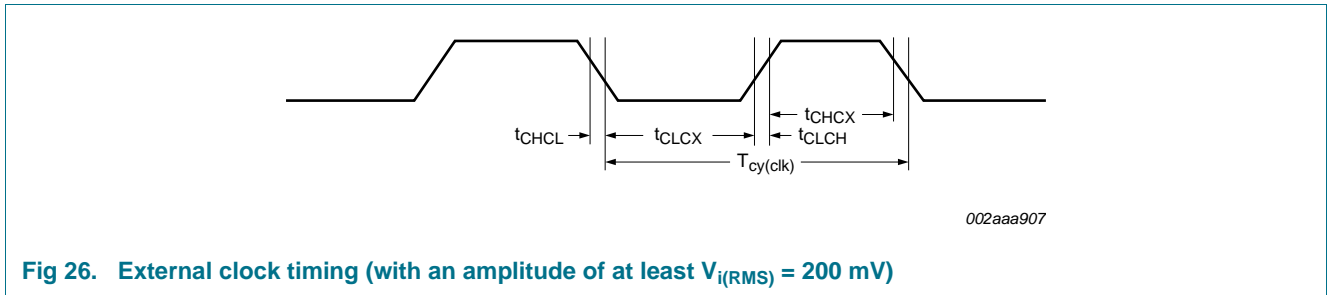 tCHCX
tCHCL
tCLCX
tCLCH
Tcy(clk)
002aaa907
Fig 26. External clock timing (with an amplitude of at least Vi(RMS) = 200 mV)